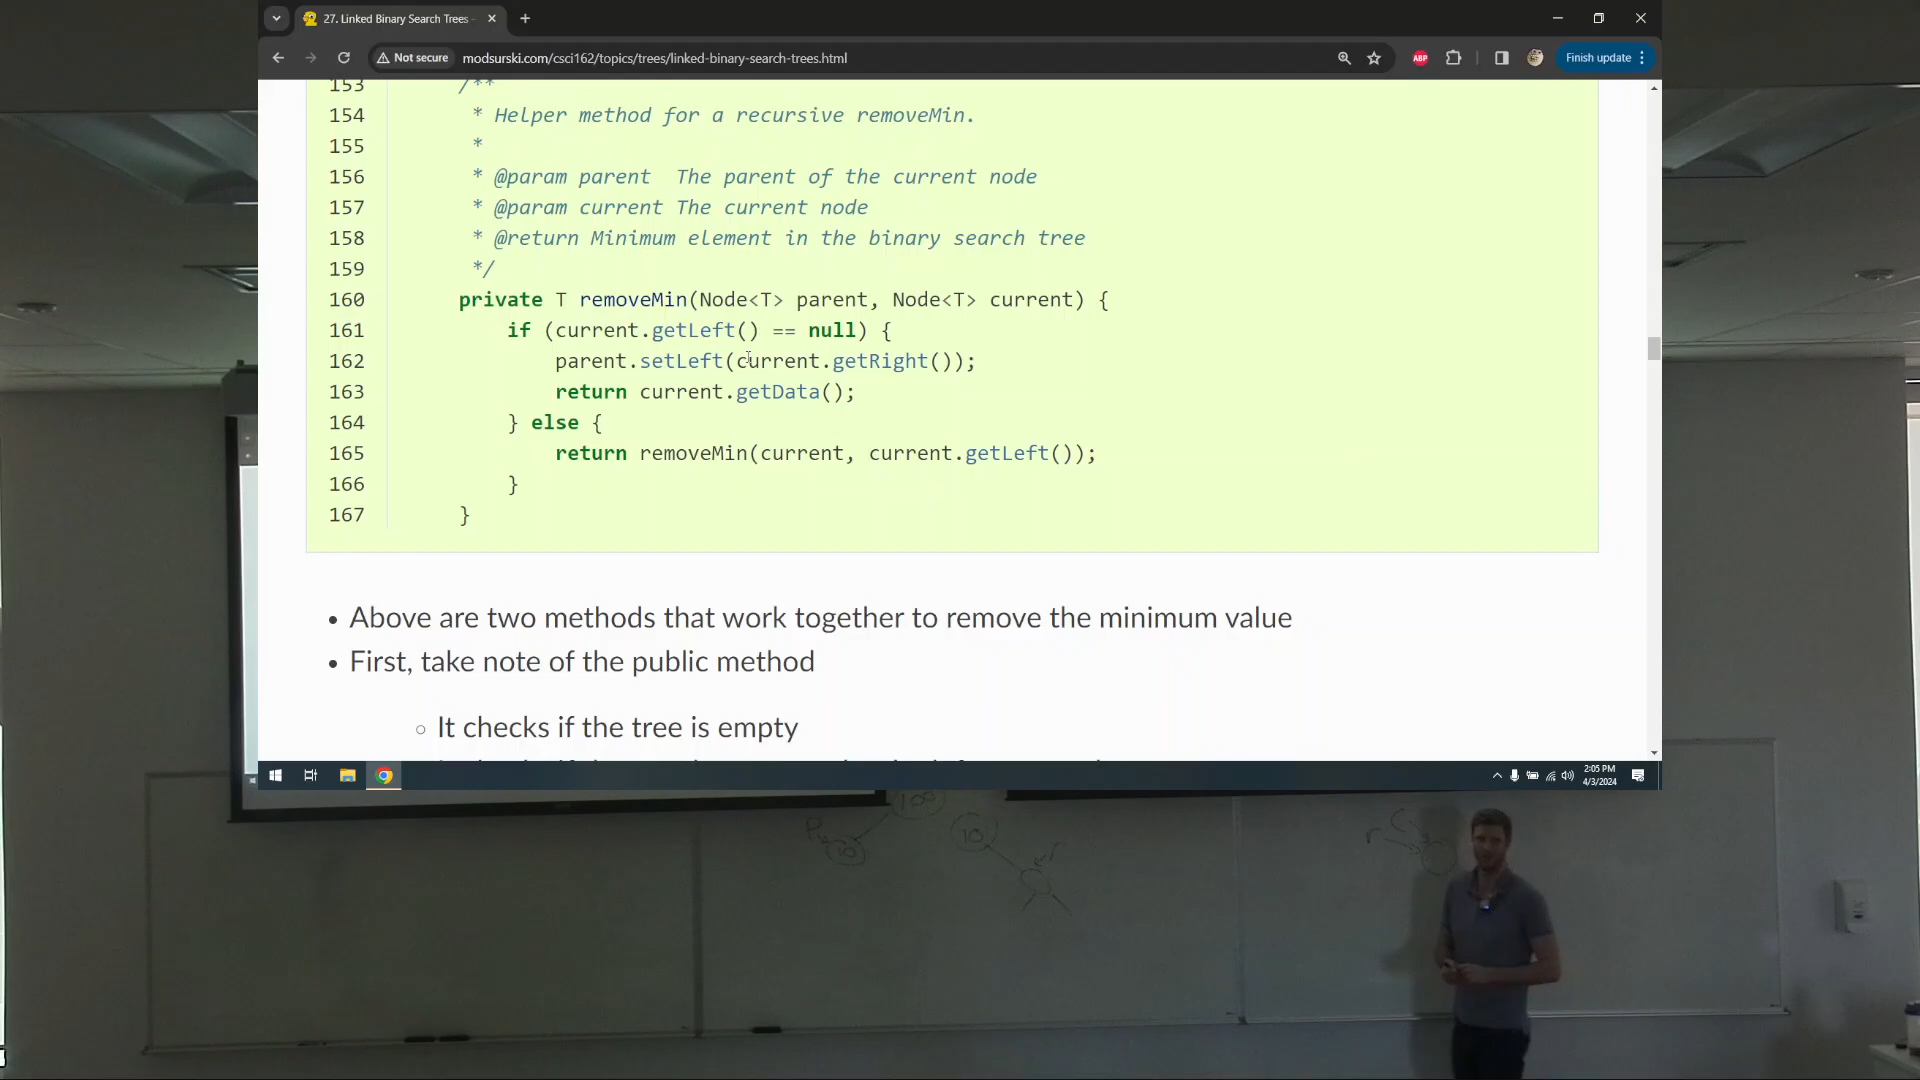 27. Linked Binary Search Trees -
Not secure modsurski.com/csci162/topics/trees/linked-binary-search-trees.html ABP Finish update
153 /**
154 * Helper method for a recursive removeMin.
155 *
156 * @param parent The parent of the current node
157 * @param current The current node
158 * @return Minimum element in the binary search tree
159 */
160 private T removeMin(Node<T> parent, Node<T> current) {
161 if (current.getLeft() == null) {
162 parent.setLeft(current.getRight());
163 return current.getData();
164 } else {
165 return removeMin(current, current.getLeft());
166 }
167 }
• Above are two methods that work together to remove the minimum value
• First, take note of the public method
◦ It checks if the tree is empty
2:05 PM
4/3/2024
100
P 10 10 r
r